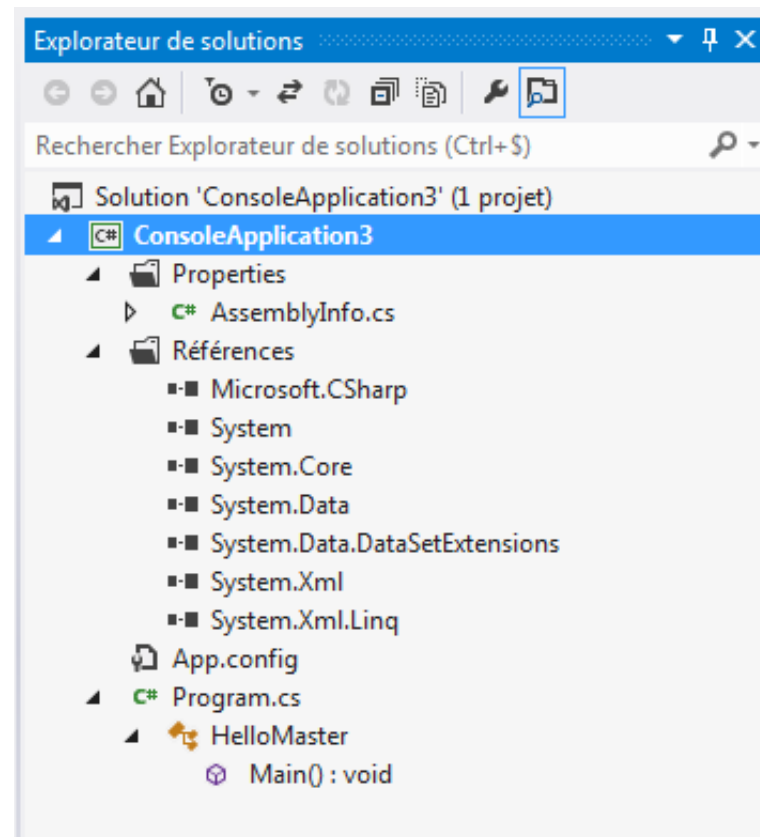 Explorateur de solutions
Rechercher Explorateur de solutions (Ctrl+$)
Solution 'ConsoleApplication3' (1 projet)
C# ConsoleApplication3
Properties
C# AssemblyInfo.cs
Références
Microsoft.CSharp
System
System.Core
System.Data
System.Data.DataSetExtensions
System.Xml
System.Xml.Linq
App.config
C# Program.cs
HelloMaster
Main() : void